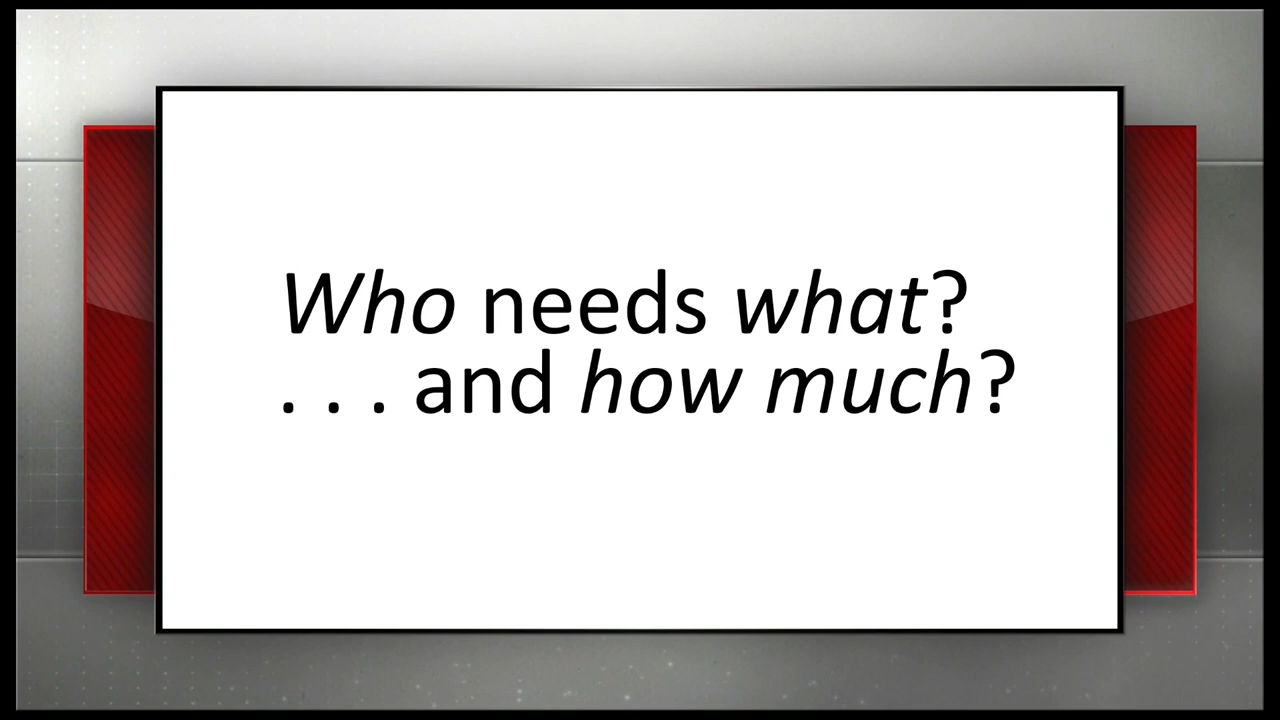 Who needs what?
. . . and how much?